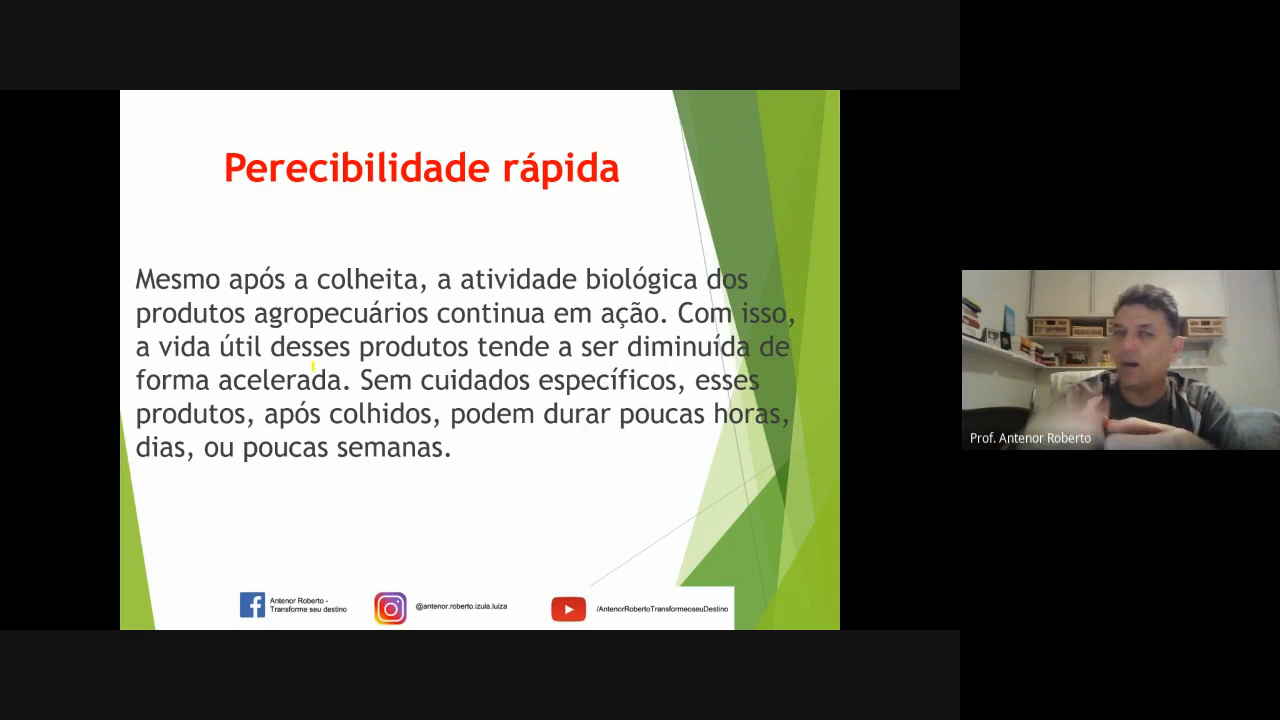 Perecibilidade rápida
Mesmo após a colheita, a atividade biológica dos
produtos agropecuários continua em ação. Com isso,
a vida útil desses produtos tende a ser diminuída de
forma acelerada. Sem cuidados específicos, esses
produtos, após colhidos, podem durar poucas horas,
dias, ou poucas semanas.
Antenor Roberto -
Transforme seu destino
@antenor.roberto.izula.luiza
/AntenorRobertoTransformeoseuDestino
Prof. Antenor Roberto